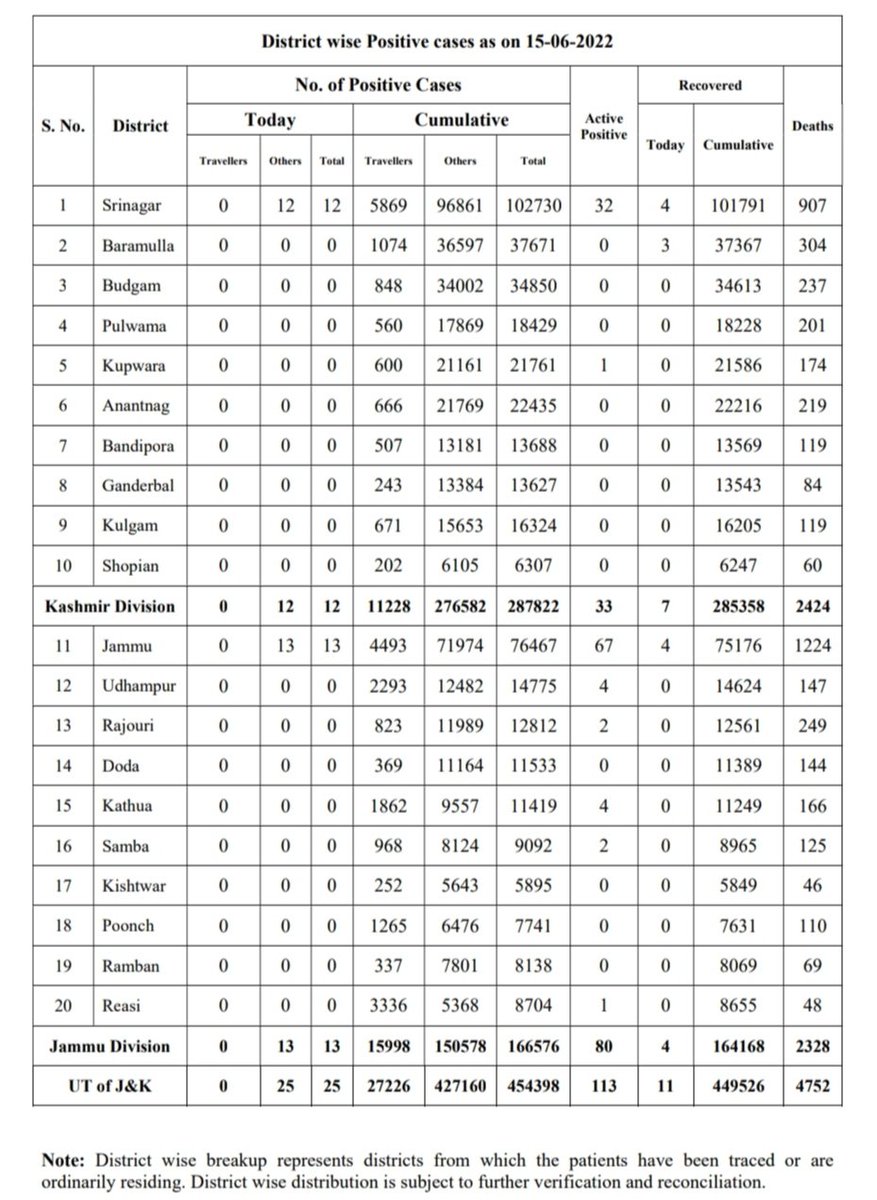 District wise Positive cases as on 15-06-2022
S. No. District No. of Positive Cases Active Positive Recovered Deaths
Today Cumulative Today Cumulative
Travellers Others Total Travellers Others Total
1 Srinagar 0 12 12 5869 96861 102730 32 4 101791 907
2 Baramulla 0 0 0 1074 36597 37671 0 3 37367 304
3 Budgam 0 0 0 848 34002 34850 0 0 34613 237
4 Pulwama 0 0 0 560 17869 18429 0 0 18228 201
5 Kupwara 0 0 0 600 21161 21761 1 0 21586 174
6 Anantnag 0 0 0 666 21769 22435 0 0 22216 219
7 Bandipora 0 0 0 507 13181 13688 0 0 13569 119
8 Ganderbal 0 0 0 243 13384 13627 0 0 13543 84
9 Kulgam 0 0 0 671 15653 16324 0 0 16205 119
10 Shopian 0 0 0 202 6105 6307 0 0 6247 60
Kashmir Division 0 12 12 11228 276582 287822 33 7 285358 2424
11 Jammu 0 13 13 4493 71974 76467 67 4 75176 1224
12 Udhampur 0 0 0 2293 12482 14775 4 0 14624 147
13 Rajouri 0 0 0 823 11989 12812 2 0 12561 249
14 Doda 0 0 0 369 11164 11533 0 0 11389 144
15 Kathua 0 0 0 1862 9557 11419 4 0 11249 166
16 Samba 0 0 0 968 8124 9092 2 0 8965 125
17 Kishtwar 0 0 0 252 5643 5895 0 0 5849 46
18 Poonch 0 0 0 1265 6476 7741 0 0 7631 110
19 Ramban 0 0 0 337 7801 8138 0 0 8069 69
20 Reasi 0 0 0 3336 5368 8704 1 0 8655 48
Jammu Division 0 13 13 15998 150578 166576 80 4 164168 2328
UT of J&K 0 25 25 27226 427160 454398 113 11 449526 4752
Note: District wise breakup represents districts from which the patients have been traced or are
ordinarily residing. District wise distribution is subject to further verification and reconciliation.